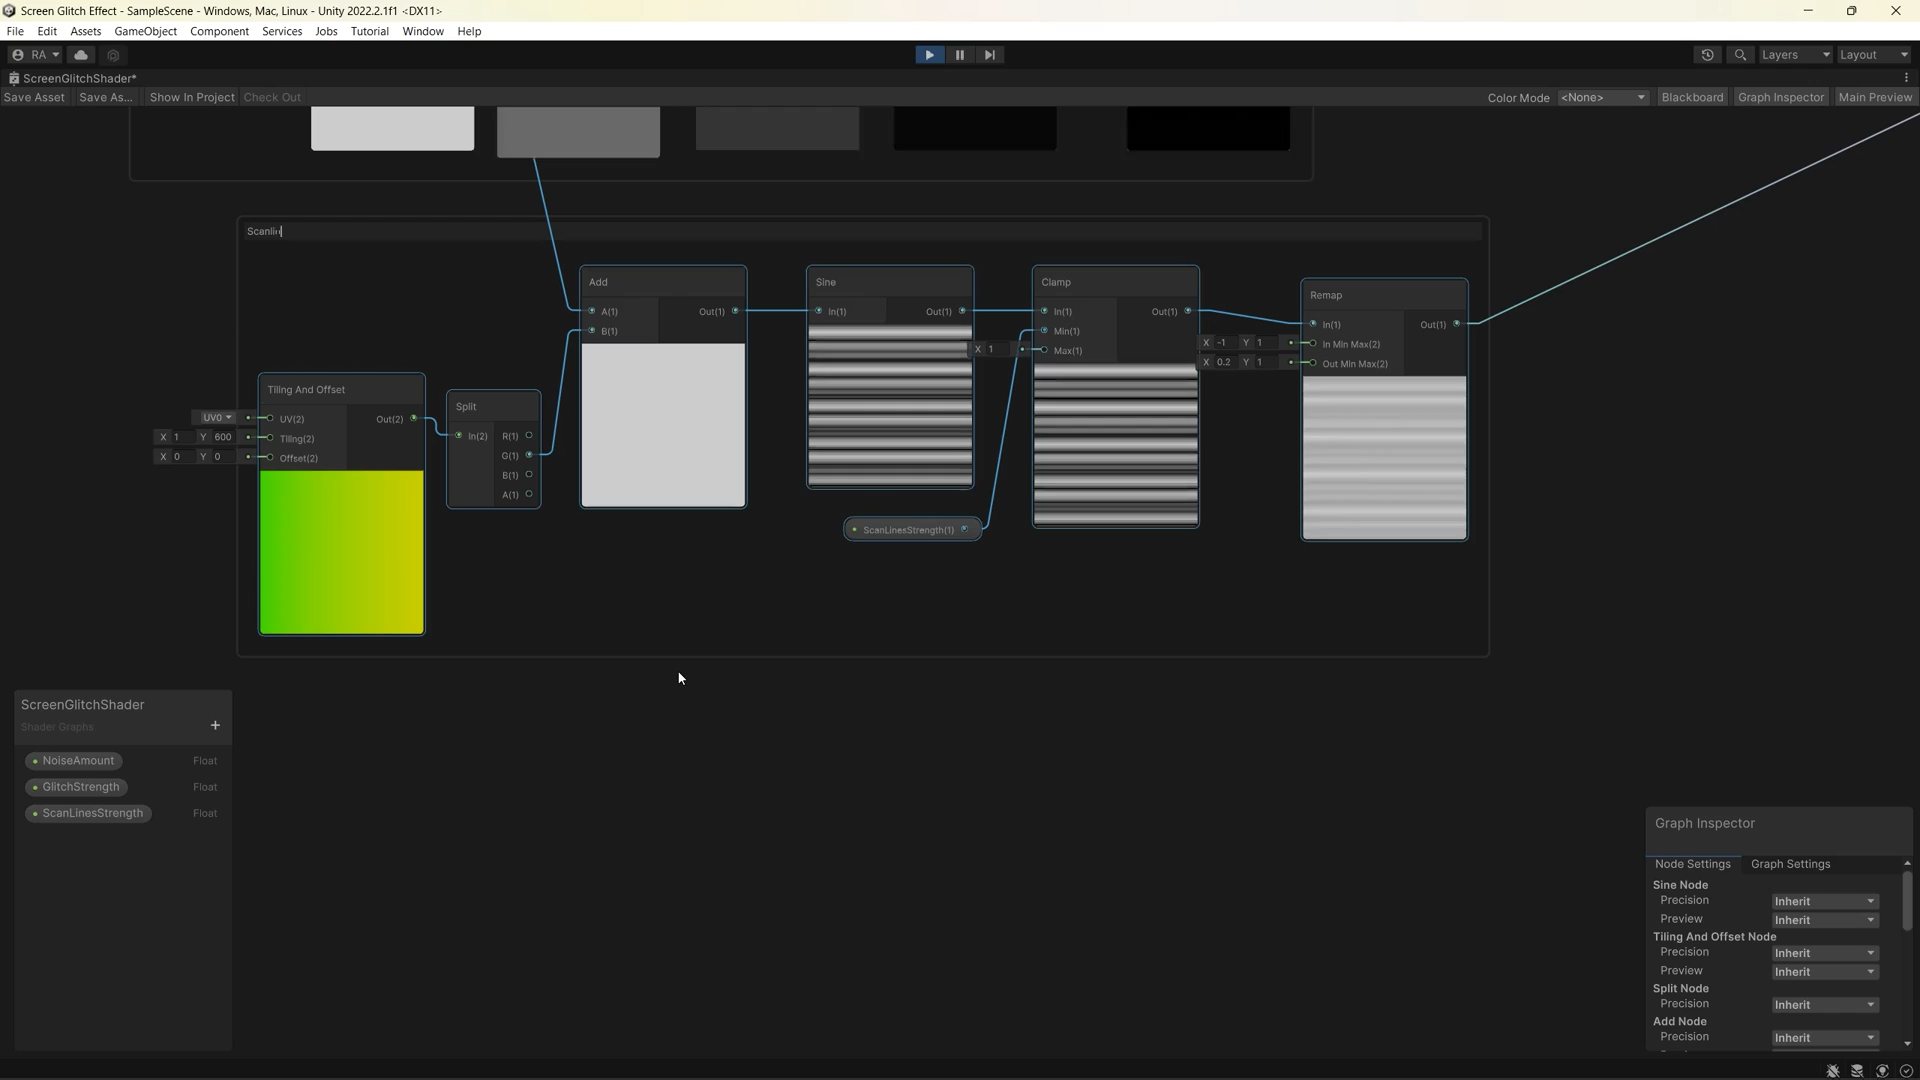 Screen Glitch Effect - SampleScene - Windows, Mac, Linux - Unity 2022.2.1f1 <DX11>
File Edit Assets GameObject Component Services Jobs Tutorial Window Help
RA Layers Layout
ScreenGlitchShader*
Save Asset Save As... Show In Project Check Out Color Mode <None> Blackboard Graph Inspector Main Preview
Add Sine Clamp
Remap
A(1) Out(1) In(1) Out(1) In(1) Out(1)
In(1) Out(1)
B(1) Min(1)
X -1 Y 1 In Min Max(2)
X 1 Max(1)
X 0.2 Y 1 Out Min Max(2)
Tiling And Offset
Split
UV0 UV(2) Out(2)
X 1 Y 600 Tiling(2) In(2) R(1)
X 0 Y 0 Offset(2) G(1)
B(1)
A(1)
ScanLinesStrength(1)
ScreenGlitchShader
Shader Graphs +
NoiseAmount Float
GlitchStrength Float
ScanLinesStrength Float
Graph Inspector
Node Settings Graph Settings
Sine Node
Precision Inherit
Preview Inherit
Tiling And Offset Node
Precision Inherit
Preview Inherit
Split Node
Precision Inherit
Add Node
Precision Inherit